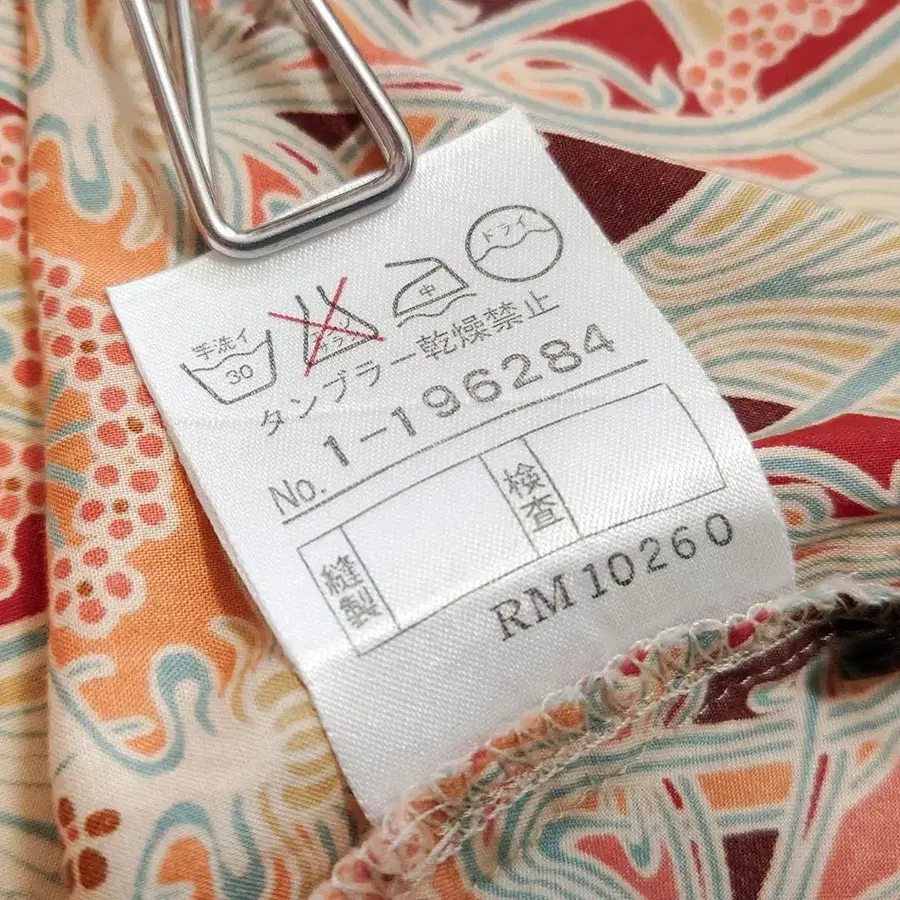 手洗イ
30
エンソ
サラシ
中
ドライ
タンブラー乾燥禁止
No. 1-196284
縫製
検査
RM10260